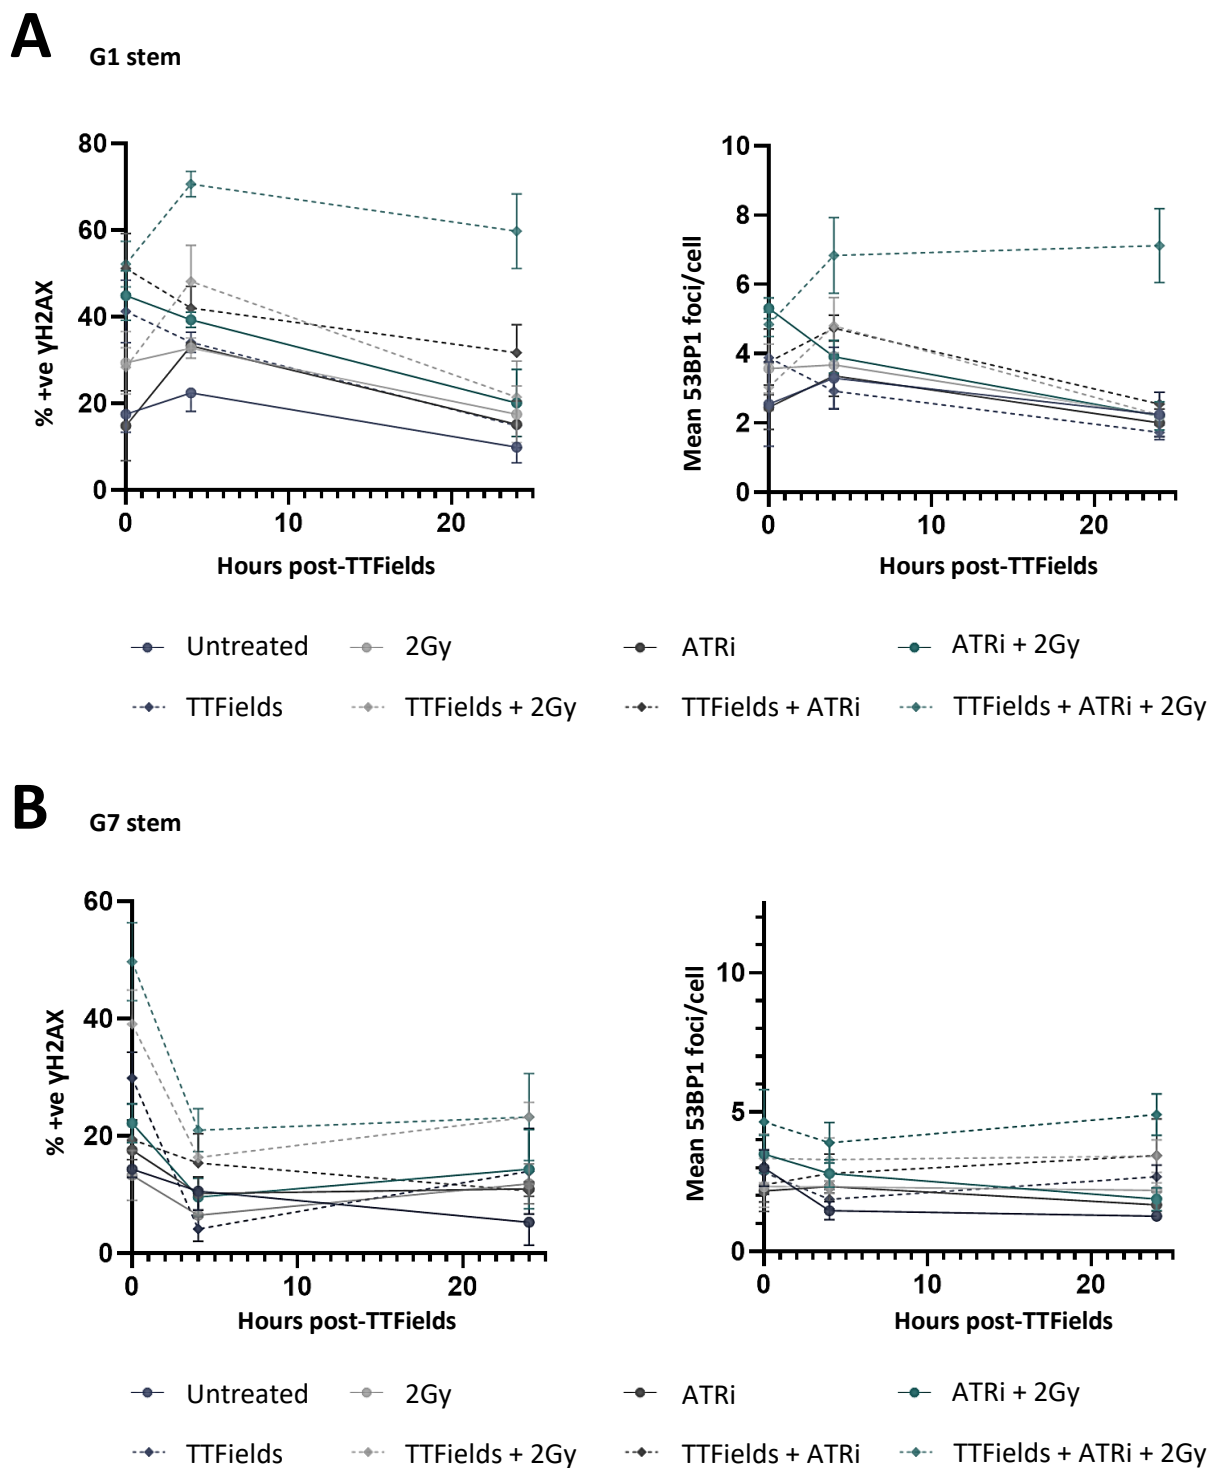 A
G1 stem
80
60
40
20
0
% +ve γH2AX
0 10 20
Hours post-TTFields
10
8
6
4
2
0
Mean 53BP1 foci/cell
0 10 20
Hours post-TTFields
Untreated 2Gy ATRi ATRi + 2Gy
TTFields TTFields + 2Gy TTFields + ATRi TTFields + ATRi + 2Gy
B
G7 stem
60
40
20
0
% +ve γH2AX
0 10 20
Hours post-TTFields
10
5
0
Mean 53BP1 foci/cell
0 10 20
Hours post-TTFields
Untreated 2Gy ATRi ATRi + 2Gy
TTFields TTFields + 2Gy TTFields + ATRi TTFields + ATRi + 2Gy